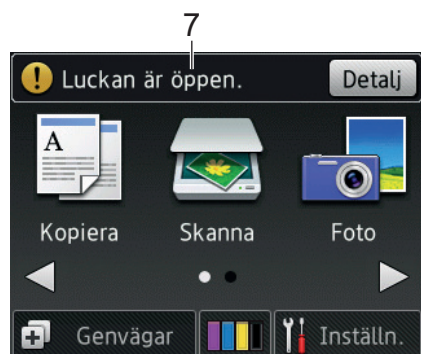 7
Luckan är öppen.
Detalj
A
Kopiera
Skanna
Foto
Genvägar
Inställn.